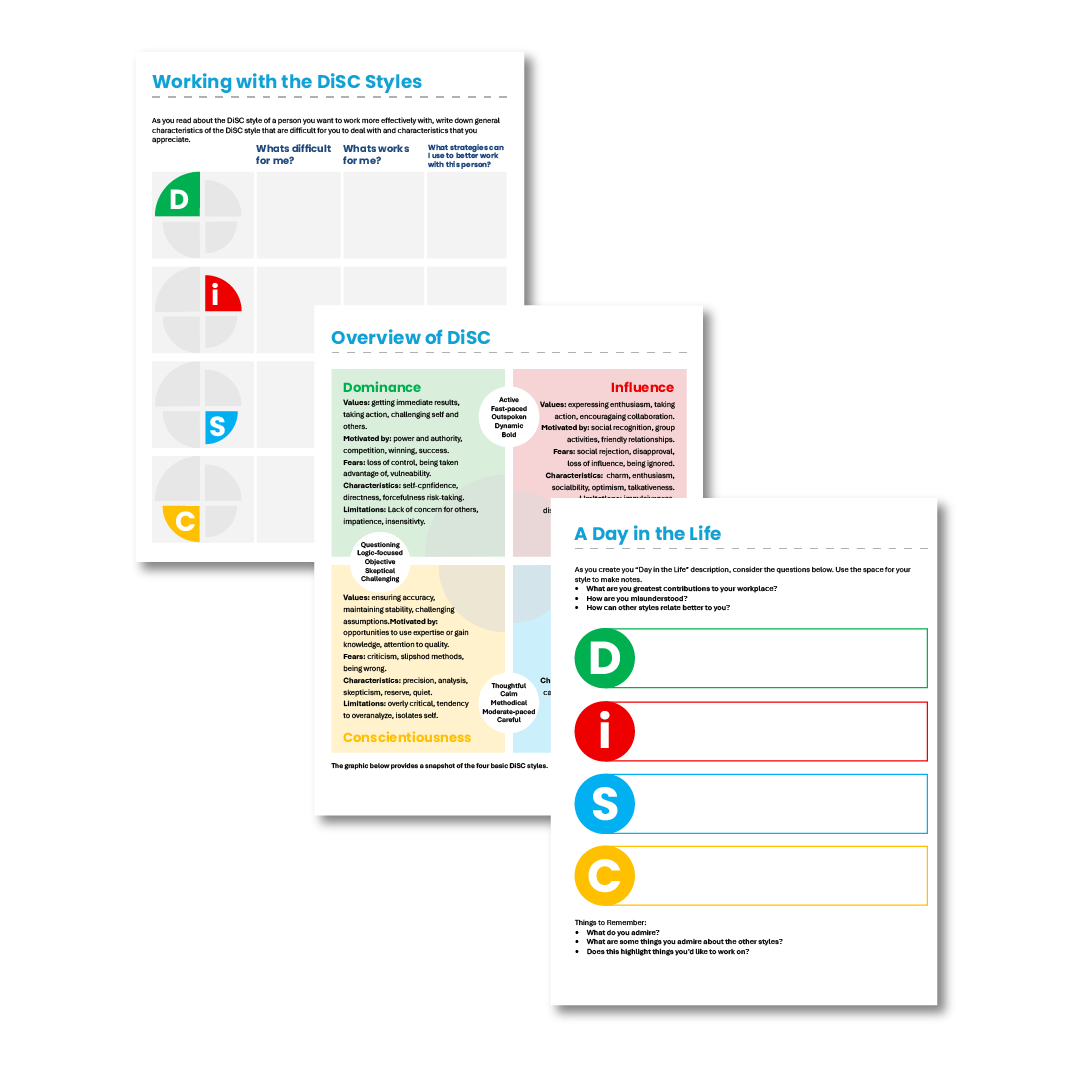 Working with the DiSC Styles
As you read about the DiSC style of a person you want to work more effectively with, write down general
characteristics of the DiSC style that are difficult for you to deal with and characteristics that you
appreciate.
Whats difficult
for me?
Whats works
for me?
What strategies can
I use to better work
with this person?
D
i
S
C
Overview of DiSC
Dominance
Values: getting immediate results,
taking action, challenging self and
others.
Motivated by: power and authority,
competition, winning, success.
Fears: loss of control, being taken
advantage of, vulneability.
Characteristics: self-cpnfidence,
directness, forcefulness risk-taking.
Limitations: Lack of concern for others,
impatience, insensitivty.
Active
Fast-paced
Outspoken
Dynamic
Bold
Influence
Values: experessing enthusiasm, taking
action, encouragaing collaboration.
Motivated by: social recognition, group
activities, friendly relationships.
Fears: social rejection, disapproval,
loss of influence, being ignored.
Characteristics: charm, enthusiasm,
socialbility, optimism, talkativeness.
Questioning
Logic-focused
Objective
Skeptical
Challenging
Values: ensuring accuracy,
maintaining stability, challenging
assumptions.Motivated by:
opportunities to use expertise or gain
knowledge, attention to quality.
Fears: criticism, slipshod methods,
being wrong.
Characteristics: precision, analysis,
skepticism, reserve, quiet.
Limitations: overly critical, tendency
to overanalyze, isolates self.
Conscientiousness
Thoughtful
Calm
Methodical
Moderate-paced
Careful
The graphic below provides a snapshot of the four basic DiSC styles.
A Day in the Life
As you create you “Day in the Life” description, consider the questions below. Use the space for your
style to make notes.
• What are you greatest contributions to your workplace?
• How are you misunderstood?
• How can other styles relate better to you?
D
i
S
C
Things to Remember:
• What do you admire?
• What are some things you admire about the other styles?
• Does this highlight things you'd like to work on?